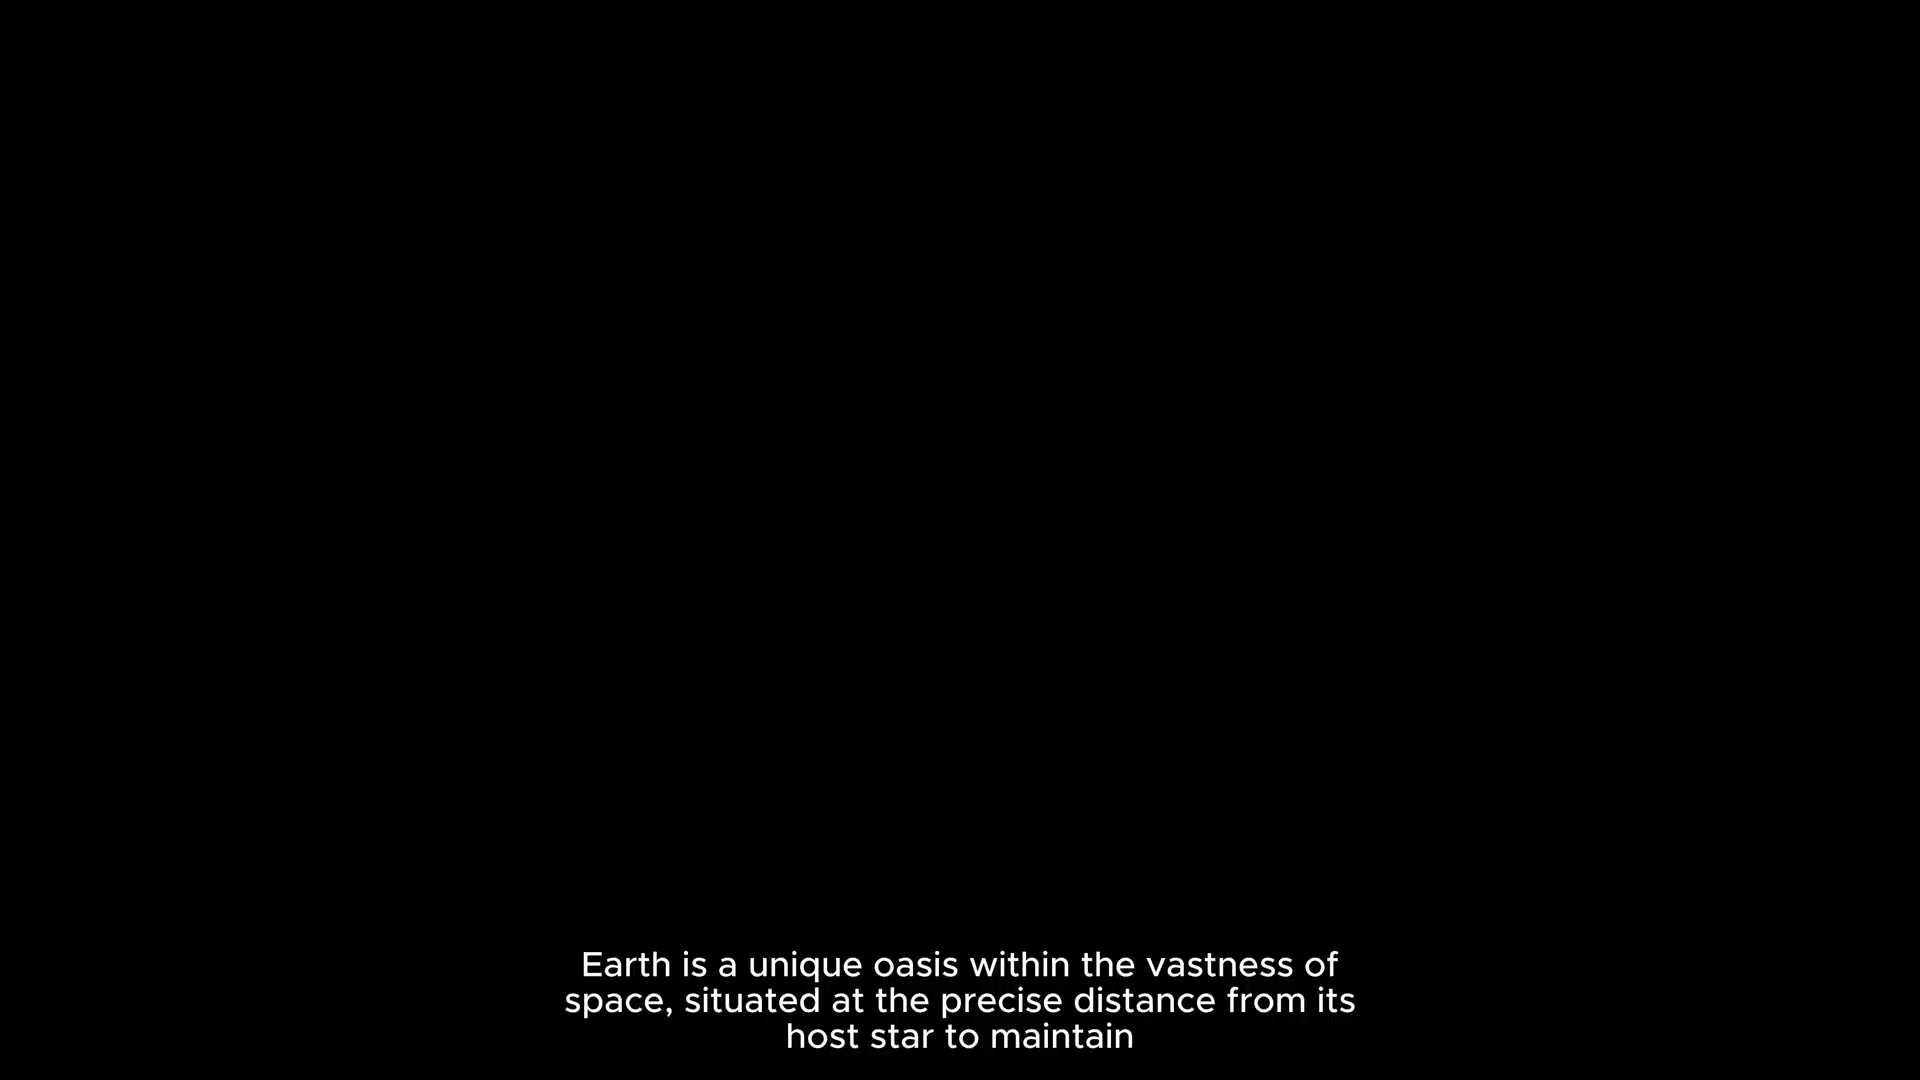 Earth is a unique oasis within the vastness of
space, situated at the precise distance from its
host star to maintain